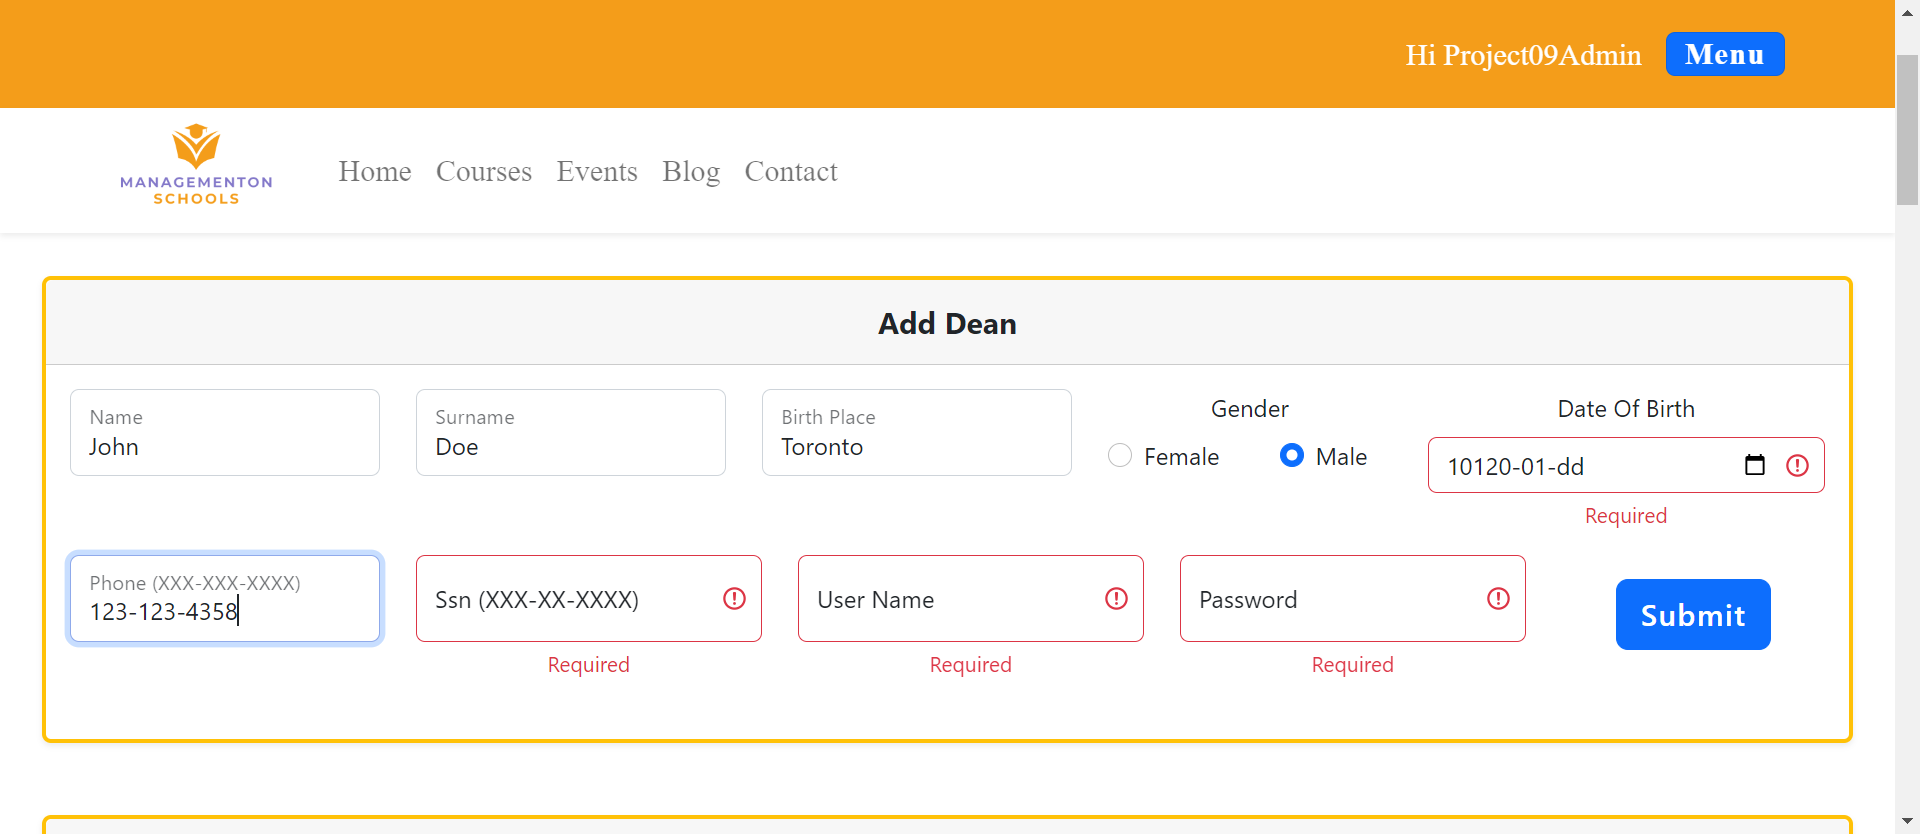 Hi Project09Admin Menu
MANAGEMENTON
SCHOOLS
Home Courses Events Blog Contact
Add Dean
Name
John
Surname
Doe
Birth Place
Toronto
Gender
Female Male
Date Of Birth
10120-01-dd
Required
Phone (XXX-XXX-XXXX)
123-123-4358
Ssn (XXX-XX-XXXX)
Required
User Name
Required
Password
Required
Submit